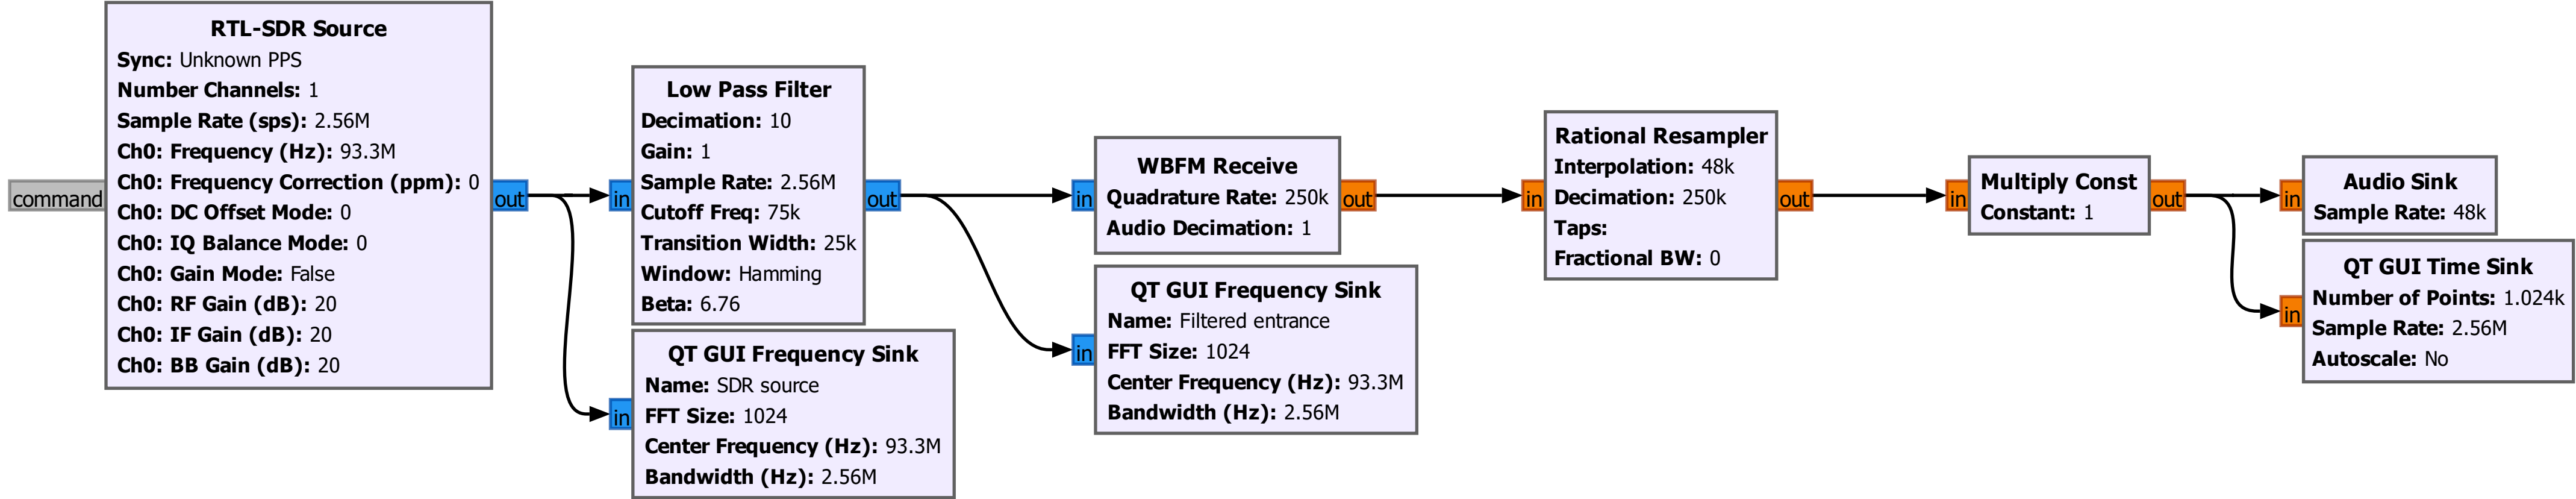 command
RTL-SDR Source
Sync: Unknown PPS
Number Channels: 1
Sample Rate (sps): 2.56M
Ch0: Frequency (Hz): 93.3M
Ch0: Frequency Correction (ppm): 0
Ch0: DC Offset Mode: 0
Ch0: IQ Balance Mode: 0
Ch0: Gain Mode: False
Ch0: RF Gain (dB): 20
Ch0: IF Gain (dB): 20
Ch0: BB Gain (dB): 20
out
in
Low Pass Filter
Decimation: 10
Gain: 1
Sample Rate: 2.56M
Cutoff Freq: 75k
Transition Width: 25k
Window: Hamming
Beta: 6.76
out
in
QT GUI Frequency Sink
Name: SDR source
FFT Size: 1024
Center Frequency (Hz): 93.3M
Bandwidth (Hz): 2.56M
in
WBFM Receive
Quadrature Rate: 250k
Audio Decimation: 1
out
in
QT GUI Frequency Sink
Name: Filtered entrance
FFT Size: 1024
Center Frequency (Hz): 93.3M
Bandwidth (Hz): 2.56M
in
Rational Resampler
Interpolation: 48k
Decimation: 250k
Taps:
Fractional BW: 0
out
in
Multiply Const
Constant: 1
out
in
Audio Sink
Sample Rate: 48k
in
QT GUI Time Sink
Number of Points: 1.024k
Sample Rate: 2.56M
Autoscale: No